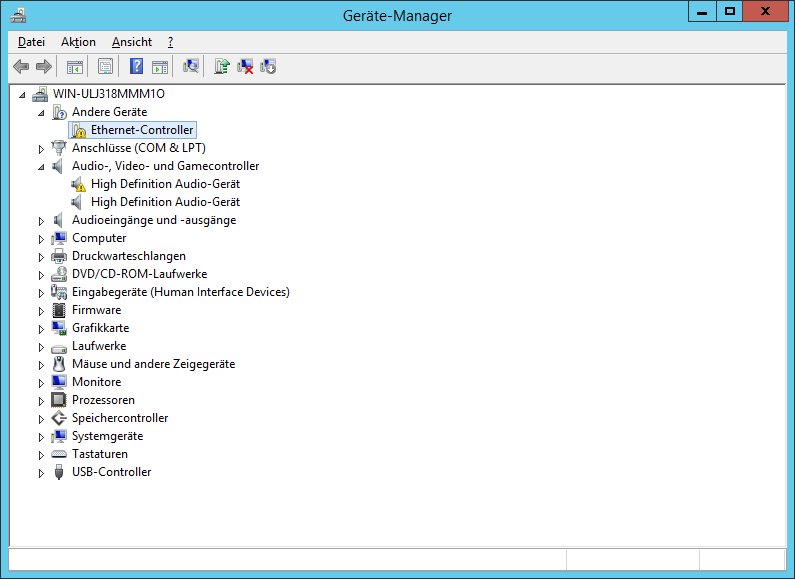 Geräte-Manager
Datei Aktion Ansicht ?
WIN-ULJ318MMM1O
Andere Geräte
Ethernet-Controller
Anschlüsse (COM & LPT)
Audio-, Video- und Gamecontroller
High Definition Audio-Gerät
High Definition Audio-Gerät
Audioeingänge und -ausgänge
Computer
Druckwarteschlangen
DVD/CD-ROM-Laufwerke
Eingabegeräte (Human Interface Devices)
Firmware
Grafikkarte
Laufwerke
Mäuse und andere Zeigegeräte
Monitore
Prozessoren
Speichercontroller
Systemgeräte
Tastaturen
USB-Controller